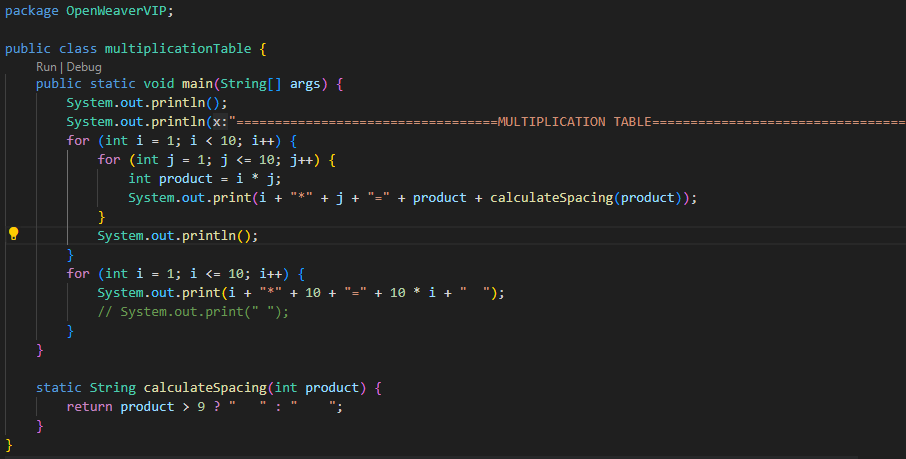 package OpenWeaverVIP;
public class multiplicationTable {
Run | Debug
public static void main(String[] args) {
System.out.println();
System.out.println(x:"==================================MULTIPLICATION TABLE=================================
for (int i = 1; i < 10; i++) {
for (int j = 1; j <= 10; j++) {
int product = i * j;
System.out.print(i + "*" + j + "=" + product + calculateSpacing(product));
}
System.out.println();
}
for (int i = 1; i <= 10; i++) {
System.out.print(i + "*" + 10 + "=" + 10 * i + "  ");
// System.out.print(" ");
}
}
static String calculateSpacing(int product) {
return product > 9 ? "   " : "    ";
}
}